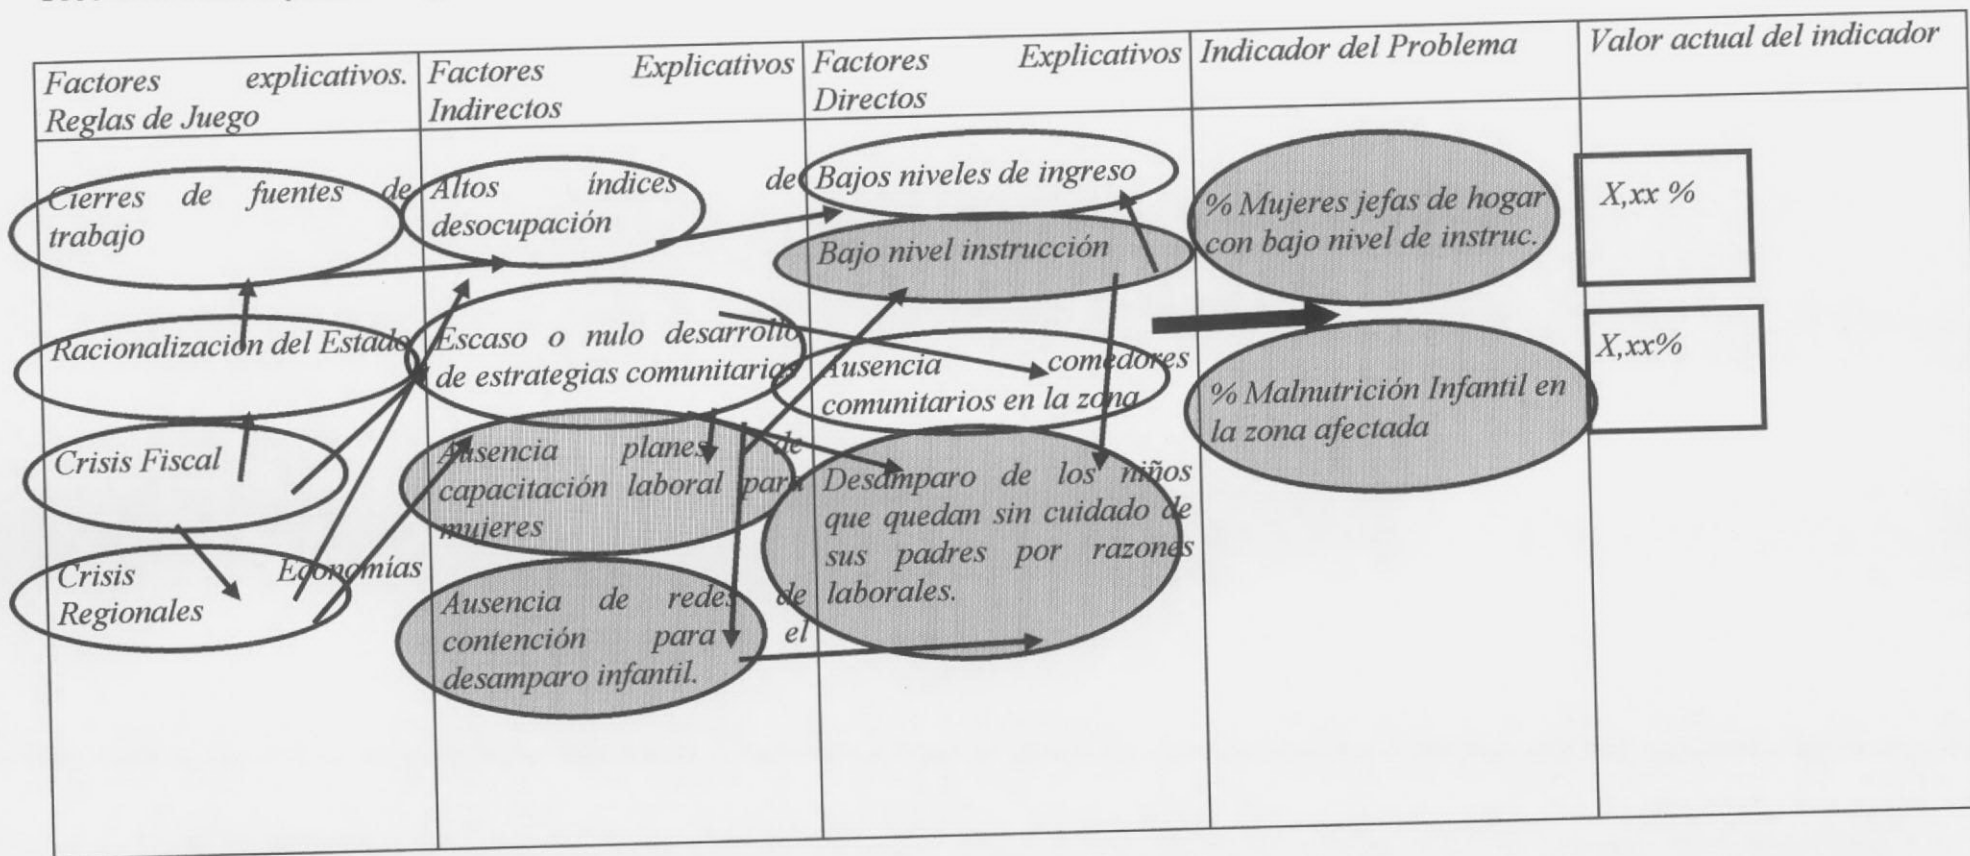 Factores explicativos.
Reglas de Juego
Factores Explicativos
Indirectos
Factores Explicativos
Directos
Indicador del Problema
Valor actual del indicador
Cierres de fuentes de
trabajo
Racionalización del Estado
Crisis Fiscal
Crisis Economías
Regionales
Altos índices de
desocupación
Escaso o nulo desarrollo
de estrategias comunitarias
Ausencia planes de
capacitación laboral para
mujeres
Ausencia de redes de
contención para el
desamparo infantil.
Bajos niveles de ingreso
Bajo nivel instrucción
Ausencia comedores
comunitarios en la zona
Desamparo de los niños
que quedan sin cuidado de
sus padres por razones
laborales.
% Mujeres jefas de hogar
con bajo nivel de instruc.
% Malnutrición Infantil en
la zona afectada
X,xx %
X,xx%